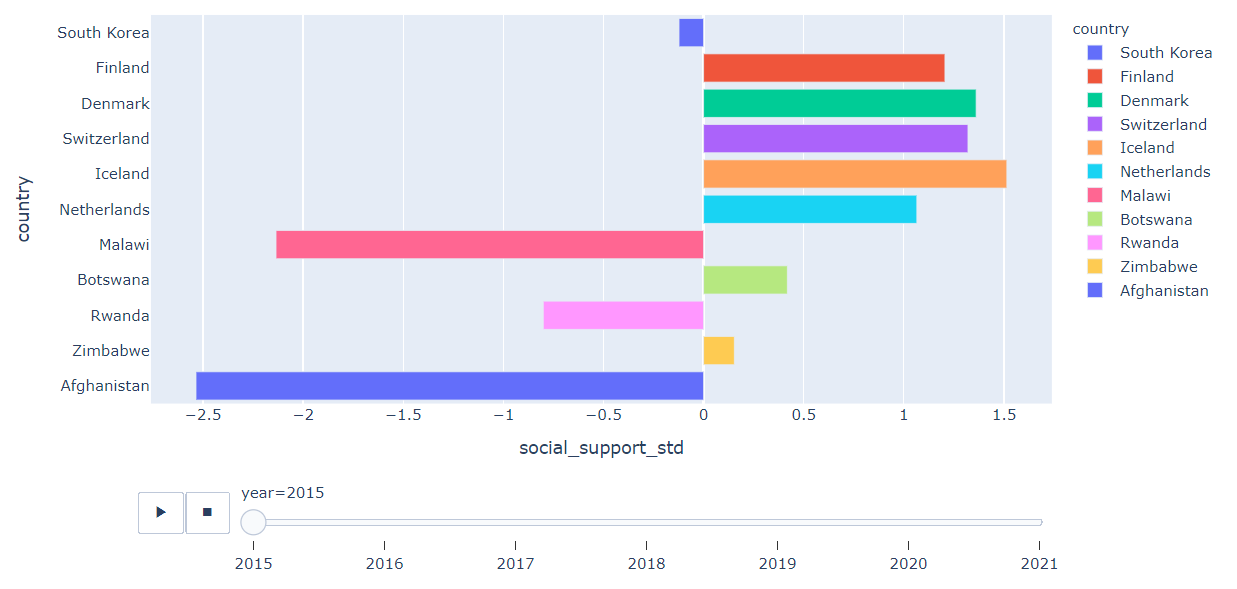 country
South Korea
Finland
Denmark
Switzerland
Iceland
Netherlands
Malawi
Botswana
Rwanda
Zimbabwe
Afghanistan
−2.5 −2 −1.5 −1 −0.5 0 0.5 1 1.5
social_support_std
country
South Korea
Finland
Denmark
Switzerland
Iceland
Netherlands
Malawi
Botswana
Rwanda
Zimbabwe
Afghanistan
year=2015
2015 2016 2017 2018 2019 2020 2021